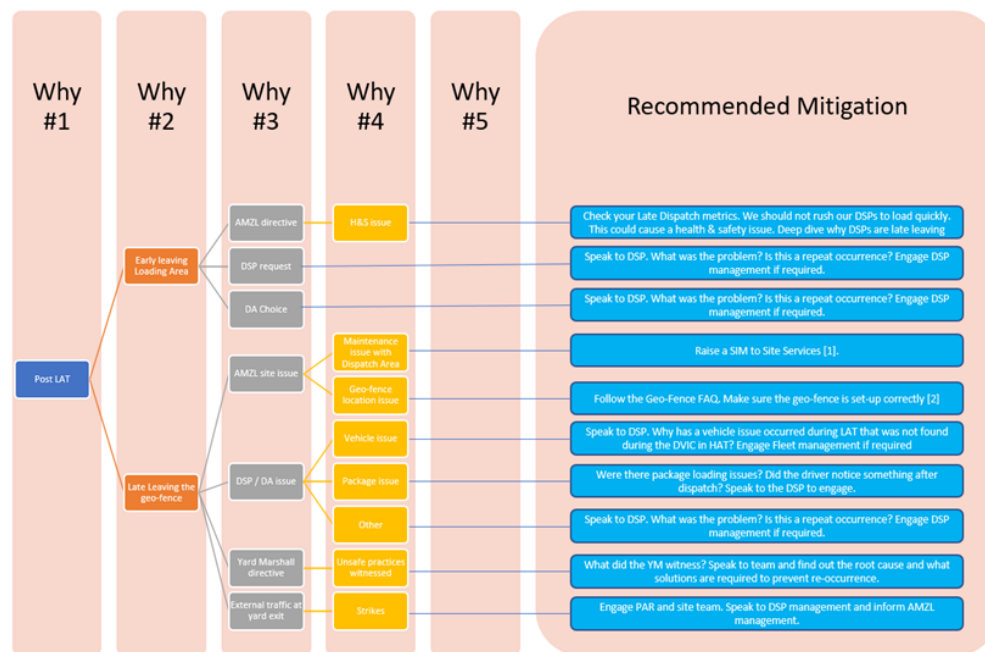 Why
#1
Why
#2
Why
#3
Why
#4
Why
#5
Recommended Mitigation
Post LAT
Early leaving
Loading Area
AMZL directive
H&S issue
Check your Late Dispatch metrics. We should not rush our DSPs to load quickly.
This could cause a health & safety issue. Deep dive why DSPs are late leaving
DSP request
Speak to DSP. What was the problem? Is this a repeat occurrence? Engage DSP
management if required.
DA Choice
Speak to DSP. What was the problem? Is this a repeat occurrence? Engage DSP
management if required.
Late Leaving the
geo-fence
AMZL site issue
Maintenance
issue with
Dispatch Area
Raise a SIM to Site Services [1].
Geo-fence
location issue
Follow the Geo-Fence FAQ. Make sure the geo-fence is set-up correctly [2]
DSP / DA issue
Vehicle issue
Speak to DSP. Why has a vehicle issue occurred during LAT that was not found
during the DVIC in HAT? Engage Fleet management if required
Package issue
Were there package loading issues? Did the driver notice something after
dispatch? Speak to the DSP to engage.
Other
Speak to DSP. What was the problem? Is this a repeat occurrence? Engage DSP
management if required.
Yard Marshall
directive
Unsafe practices
witnessed
What did the YM witness? Speak to team and find out the root cause and what
solutions are required to prevent re-occurrence.
External traffic at
yard exit
Strikes
Engage PAR and site team. Speak to DSP management and inform AMZL
management.